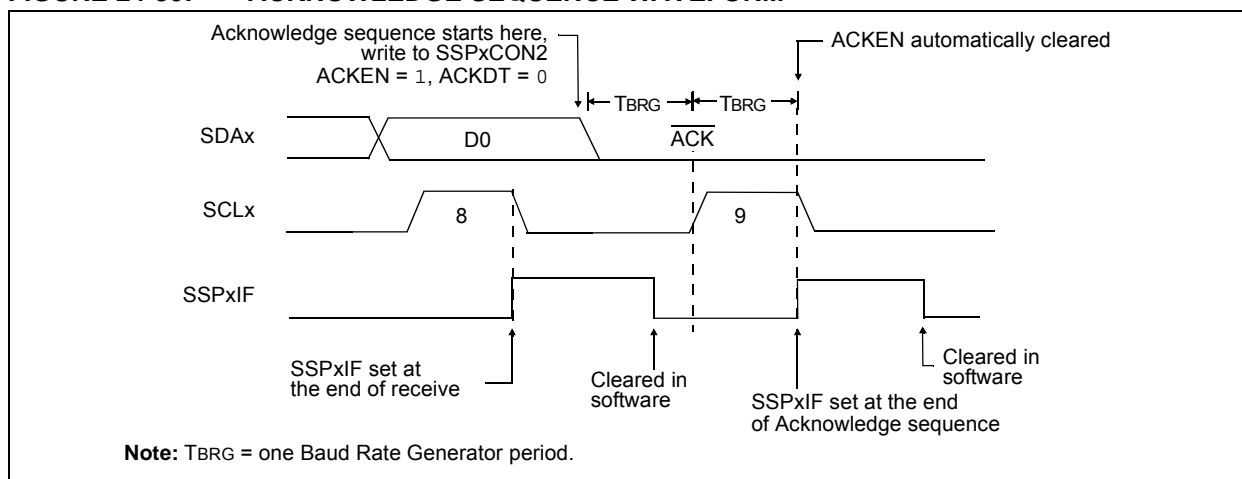 Acknowledge sequence starts here,
write to SSPxCON2
ACKEN = 1, ACKDT = 0
ACKEN automatically cleared
TBRG
TBRG
SDAx
D0
ACK
SCLx
8
9
SSPxIF
SSPxIF set at
the end of receive
Cleared in
software
SSPxIF set at the end
of Acknowledge sequence
Cleared in
software
Note: TBRG = one Baud Rate Generator period.